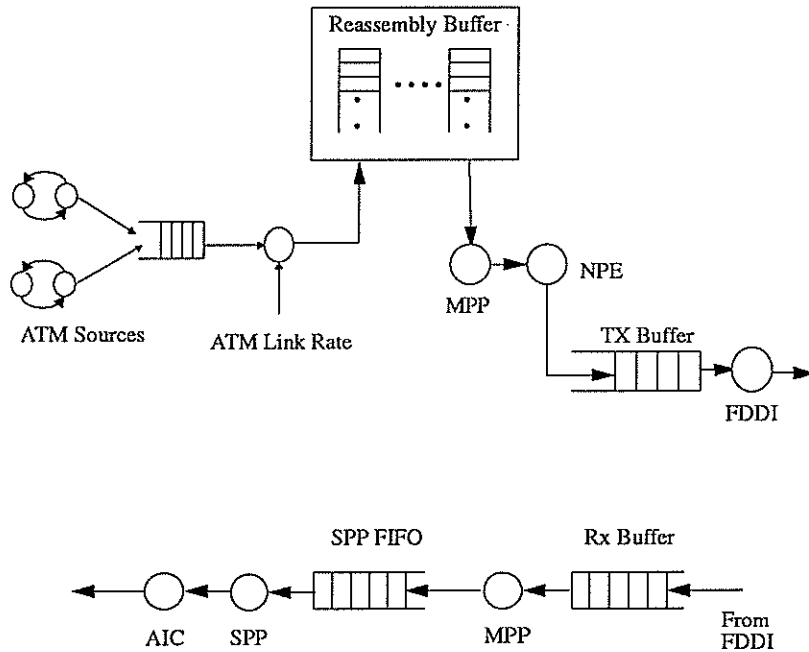 Reassembly Buffer
MPP
NPE
ATM Sources
ATM Link Rate
TX Buffer
FDDI
SPP FIFO
Rx Buffer
AIC
SPP
MPP
From
FDDI